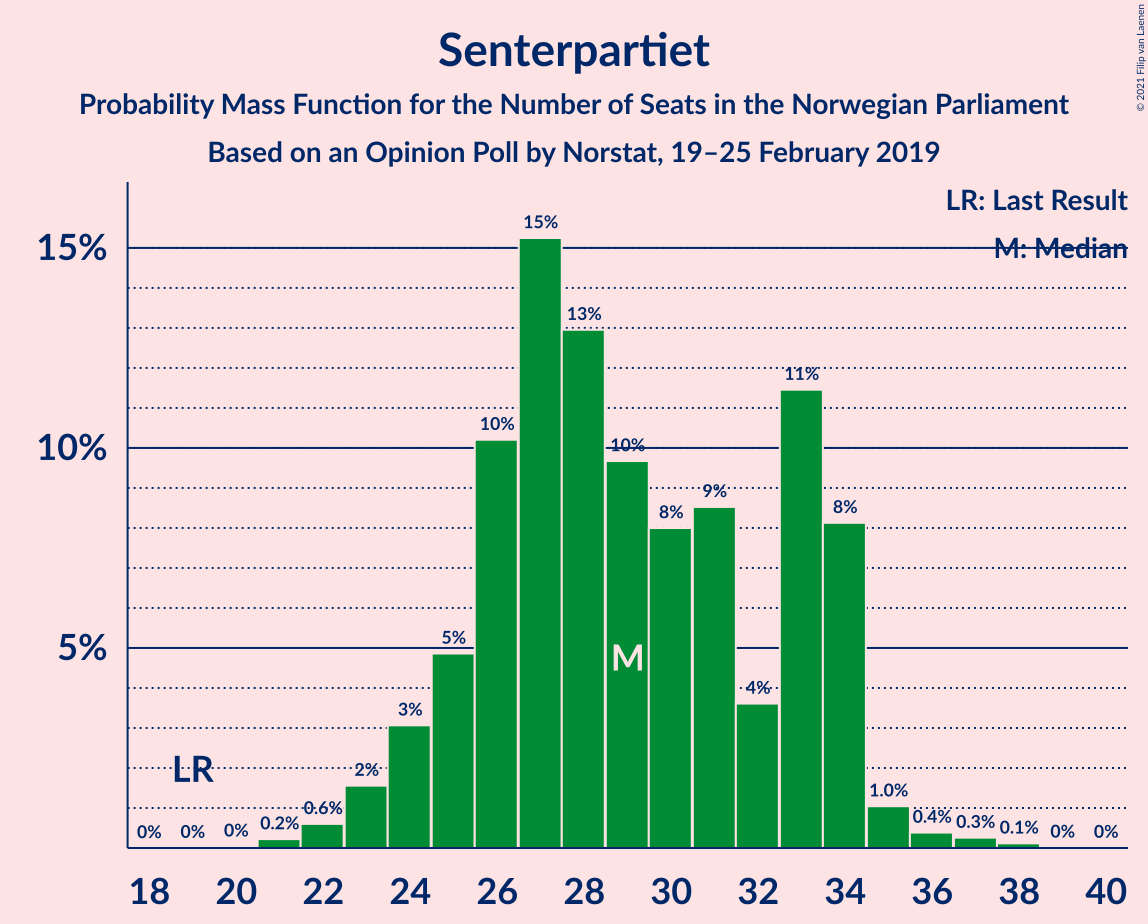 Senterpartiet
Probability Mass Function for the Number of Seats in the Norwegian Parliament
Based on an Opinion Poll by Norstat, 19–25 February 2019
© 2021 Filip van Laenen
LR: Last Result
M: Median
15%
10%
5%
0% 0% 0% 0.2% 0.6% 2% 3% 5% 10% 15% 13% 10% 8% 9% 4% 11% 8% 1.0% 0.4% 0.3% 0.1% 0% 0%
LR
M
18 20 22 24 26 28 30 32 34 36 38 40